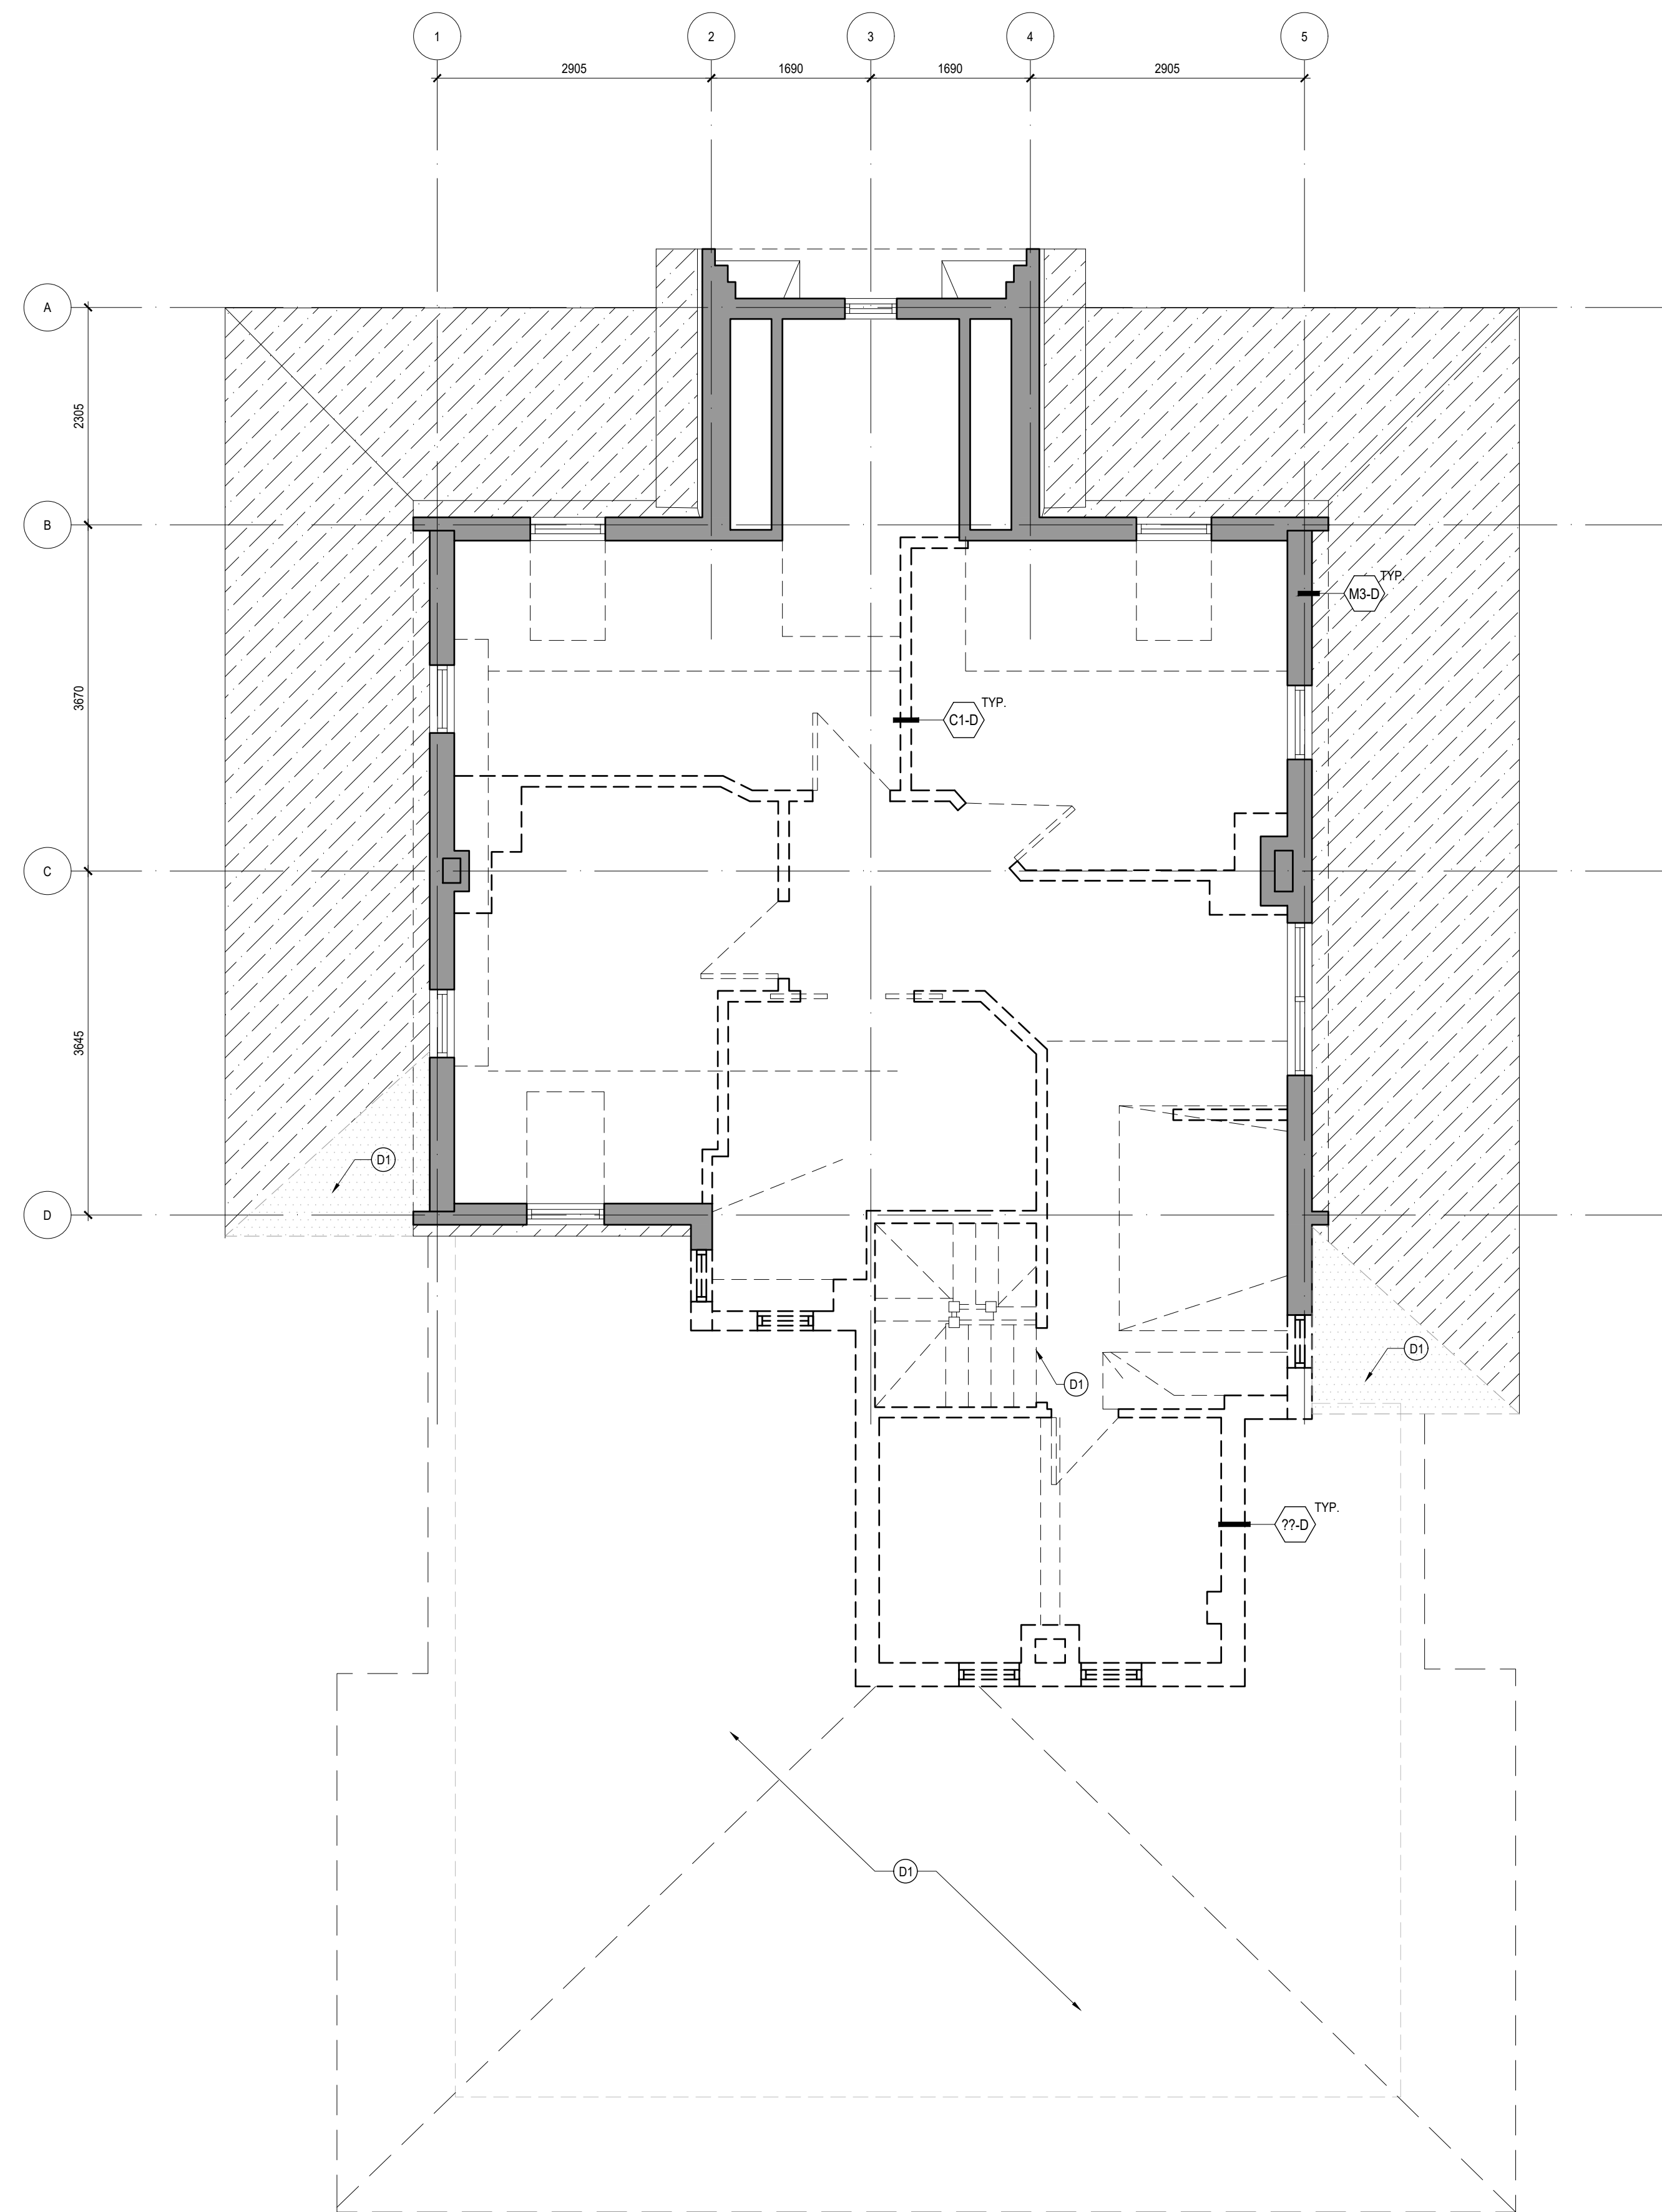 1 2 3 4 5
2905 1690 1690 2905
A
2305
B
TYP.
M3-D
3670
TYP.
C1-D
C
3645
D1
D
D1
D1
TYP.
??-D
D1